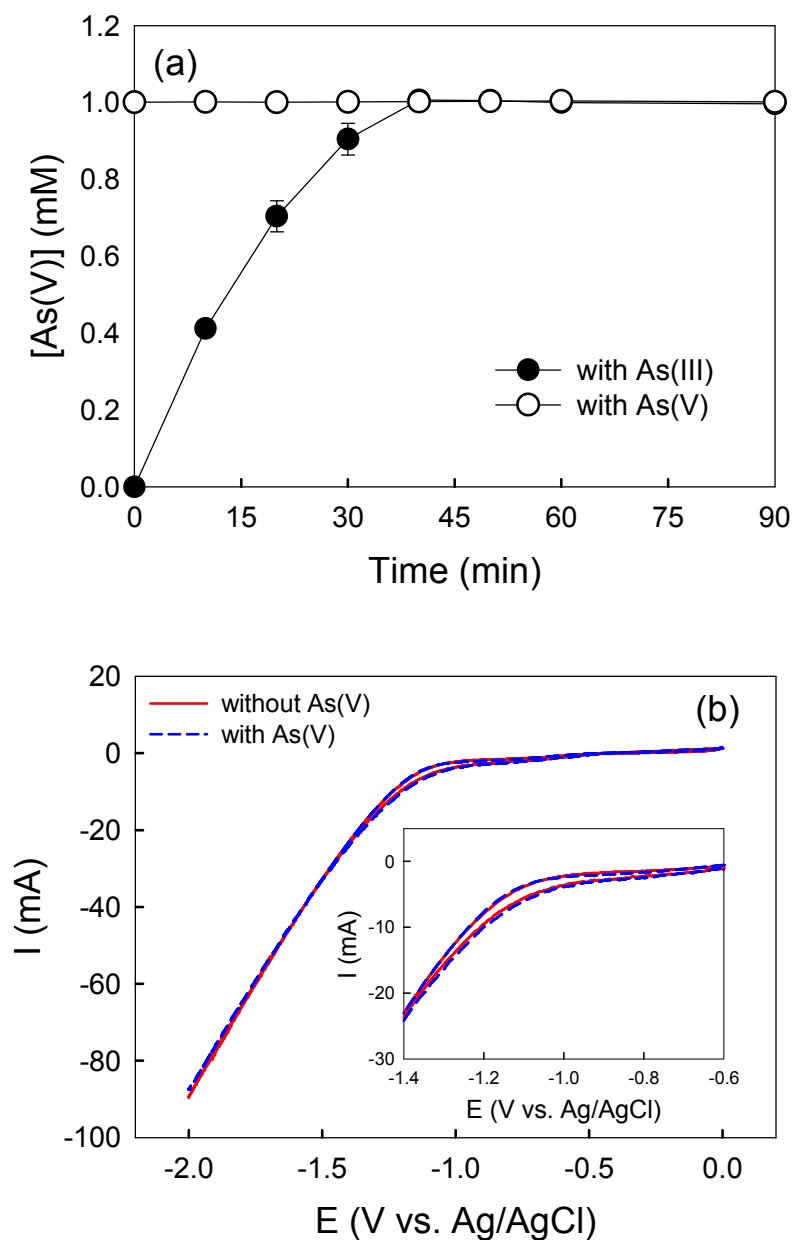 (a)
1.2
1.0
0.8
0.6
0.4
0.2
0.0
[As(V)] (mM)
with As(III)
with As(V)
0 15 30 45 60 75 90
Time (min)
(b)
without As(V)
with As(V)
20
0
-20
-40
-60
-80
-100
I (mA)
0
-10
-20
-30
I (mA)
-1.4 -1.2 -1.0 -0.8 -0.6
E (V vs. Ag/AgCl)
-2.0 -1.5 -1.0 -0.5 0.0
E (V vs. Ag/AgCl)